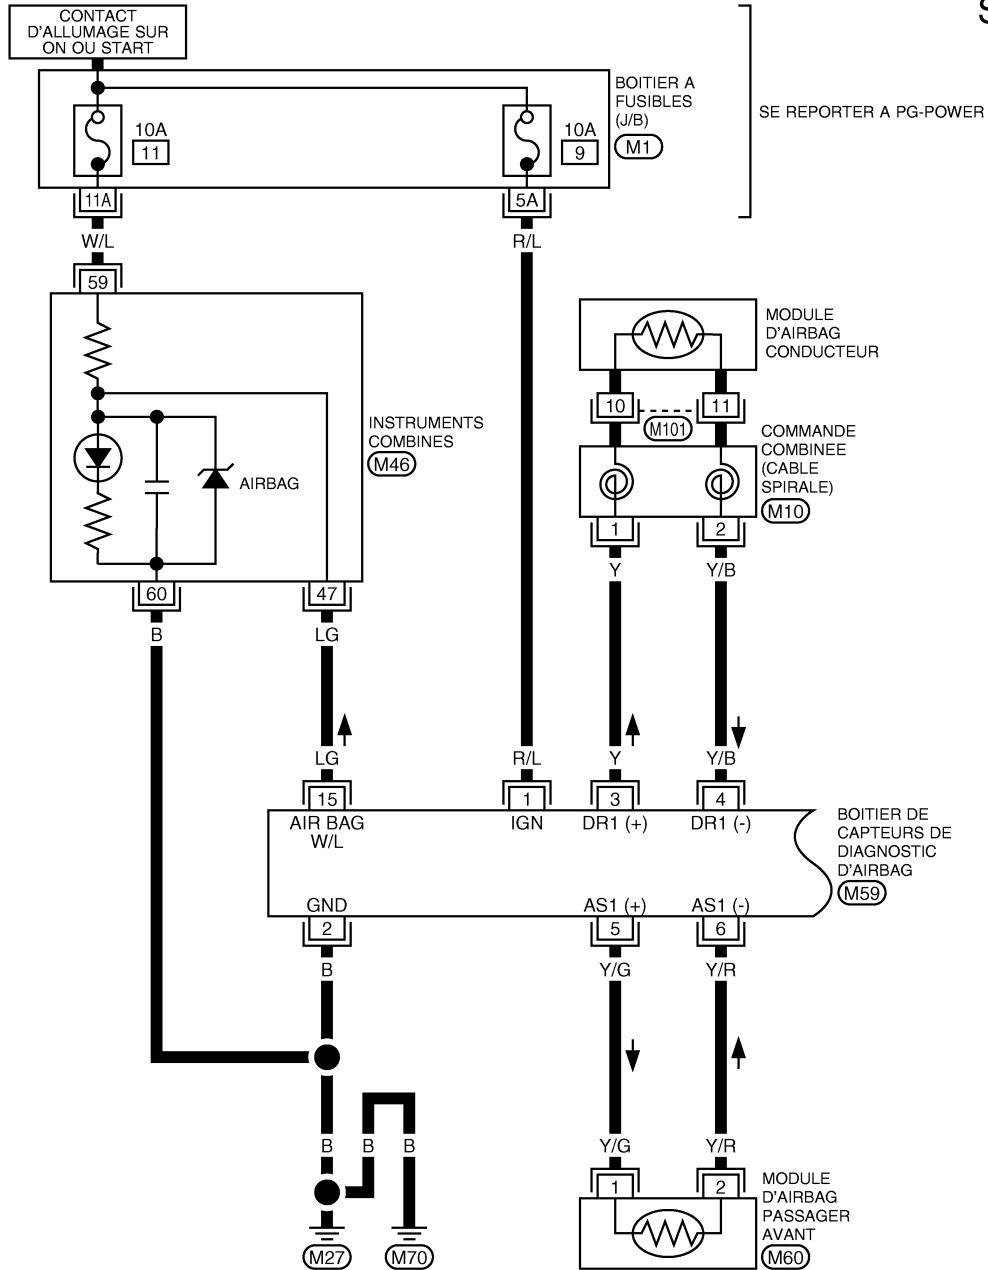 S
CONTACT
D'ALLUMAGE SUR
ON OU START
BOITIER A
FUSIBLES
(J/B)
M1
SE REPORTER A PG-POWER
10A
11
10A
9
11A
5A
W/L
R/L
59
MODULE
D'AIRBAG
CONDUCTEUR
10
11
M101
INSTRUMENTS
COMBINES
M46
AIRBAG
COMMANDE
COMBINEE
(CABLE
SPIRALE)
M10
1
2
Y
Y/B
60
47
B
LG
LG
R/L
Y
Y/B
15
1
3
4
AIR BAG
W/L
IGN
DR1 (+)
DR1 (-)
BOITIER DE
CAPTEURS DE
DIAGNOSTIC
D'AIRBAG
M59
GND
AS1 (+)
AS1 (-)
2
5
6
B
Y/G
Y/R
B
B
B
Y/G
Y/R
1
2
MODULE
D'AIRBAG
PASSAGER
AVANT
M60
M27
M70